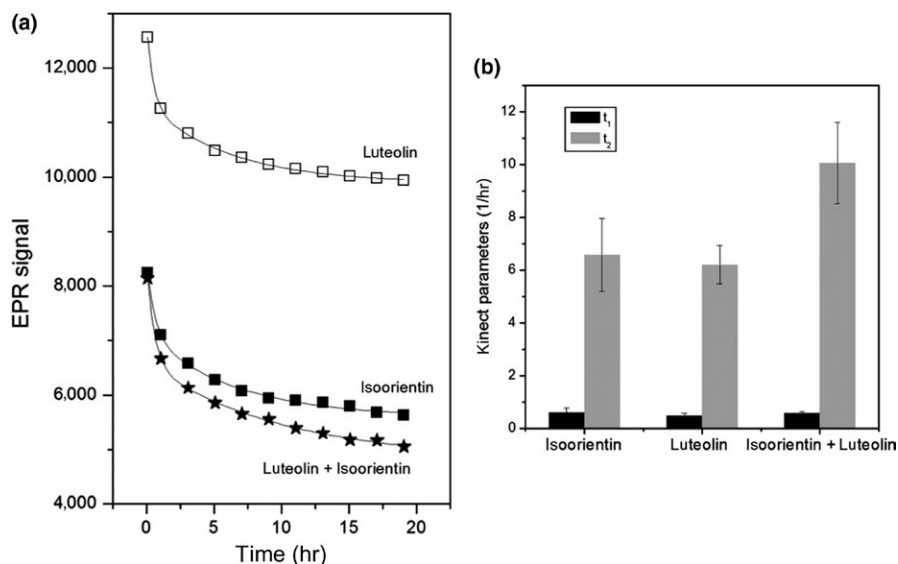 (a)
EPR signal
12,000
10,000
8,000
6,000
4,000
Luteolin
Isoorientin
Luteolin + Isoorientin
0
5
10
15
20
Time (hr)
(b)
Kinect parameters (1/hr)
12
10
8
6
4
2
0
t₁
t₂
Isoorientin
Luteolin
Isoorientin + Luteolin